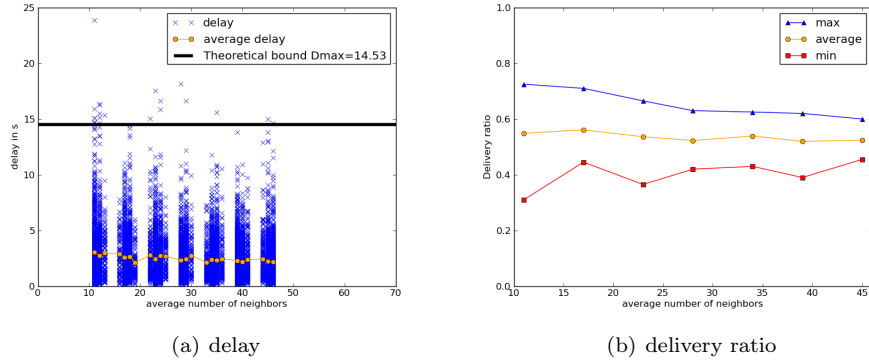 25
20
15
10
5
0
delay in s
delay
average delay
Theoretical bound Dmax=14.53
0 10 20 30 40 50 60 70
average number of neighbors
(a) delay
1.0
0.8
0.6
0.4
0.2
0.0
Delivery ratio
max
average
min
10 15 20 25 30 35 40 45
average number of neighbors
(b) delivery ratio